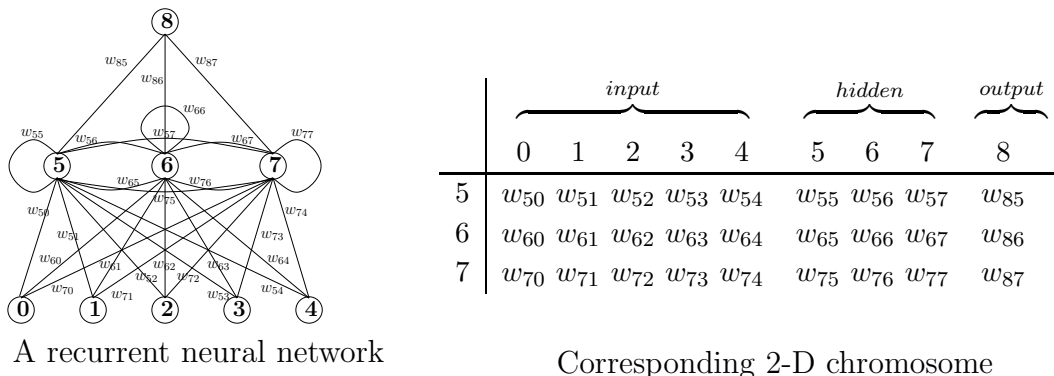 8
w85 w87
w86
w66
w55 w56 w57 w67 w77
5 6 7
w65 w76
w50 w75 w74
w51 w73
w60 w61 w62 w63 w64
w70 w71 w52 w72 w53 w54
0 1 2 3 4
A recurrent neural network
input hidden output
0 1 2 3 4 5 6 7 8
5 w50 w51 w52 w53 w54 w55 w56 w57 w85
6 w60 w61 w62 w63 w64 w65 w66 w67 w86
7 w70 w71 w72 w73 w74 w75 w76 w77 w87
Corresponding 2-D chromosome